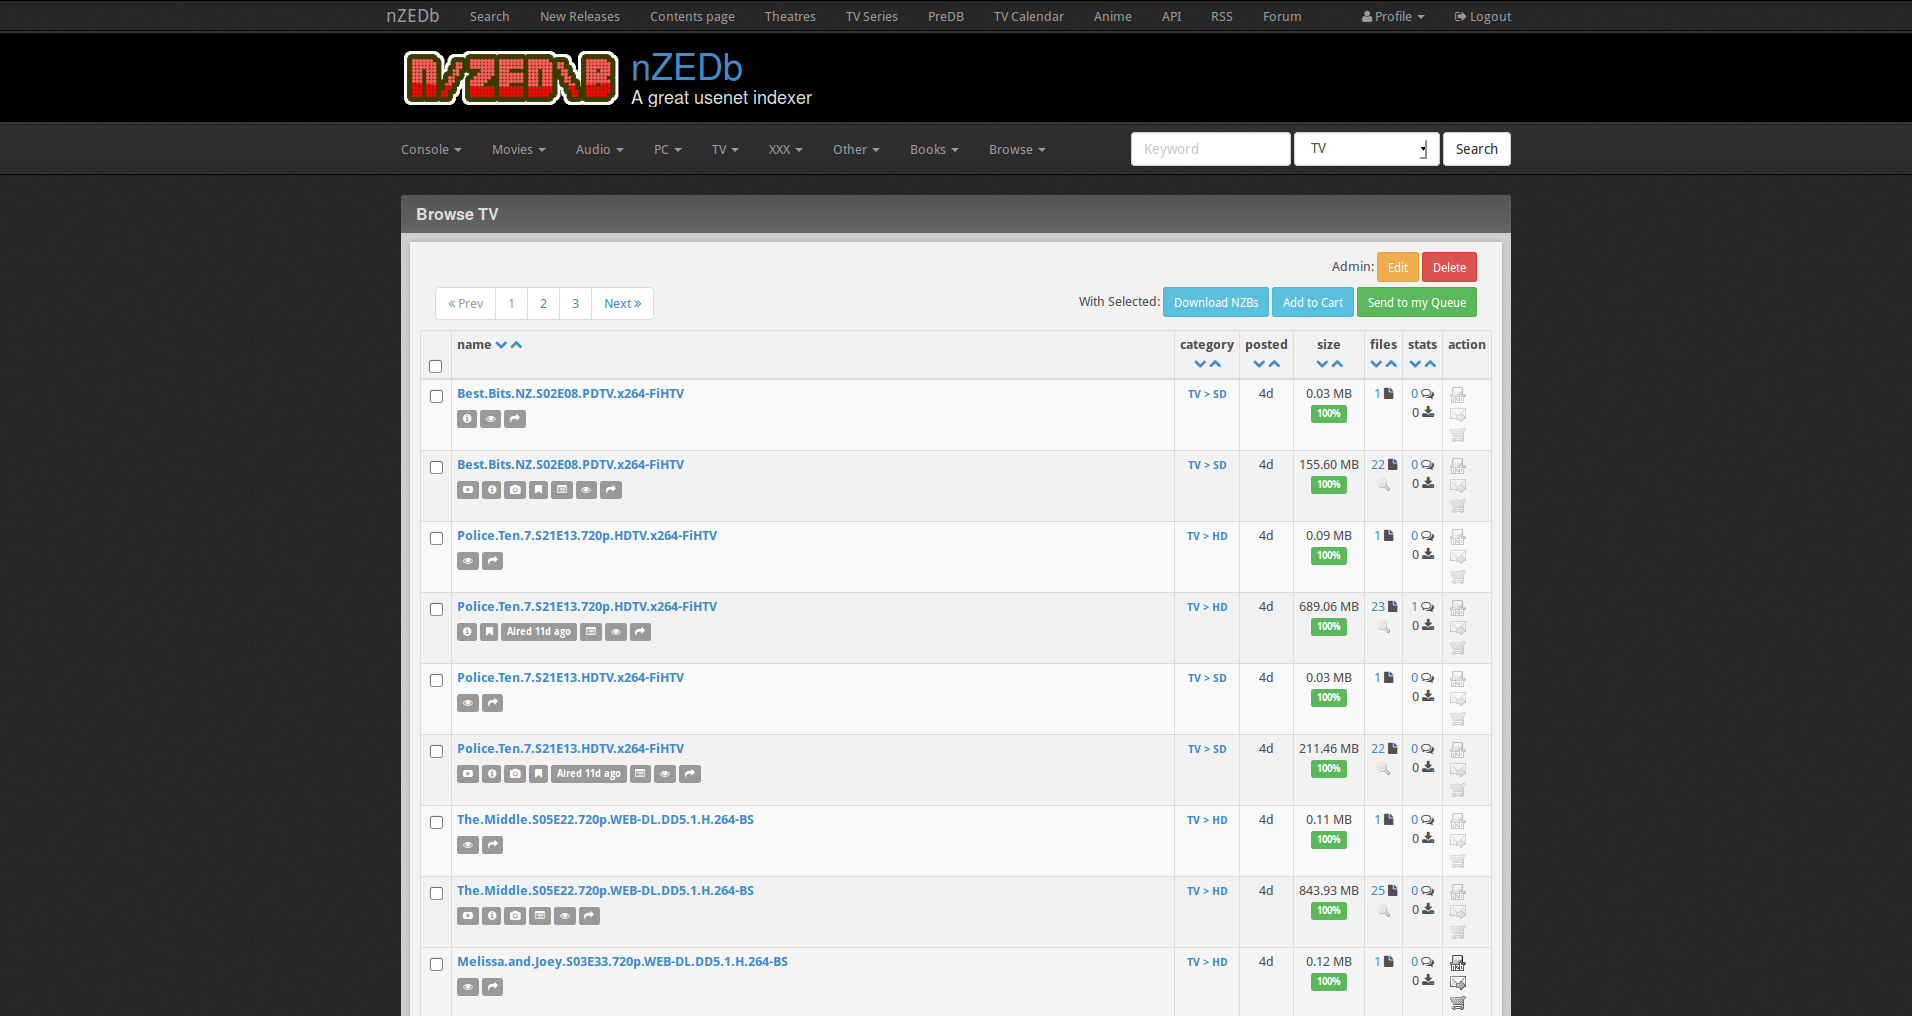 nZEDb Search New Releases Contents page Theatres TV Series PreDB TV Calendar Anime API RSS Forum Profile Logout
N/ZED\B
nZEDb
A great usenet indexer
Console Movies Audio PC TV XXX Other Books Browse Keyword TV Search
Browse TV
Admin: Edit Delete
« Prev 1 2 3 Next » With Selected: Download NZBs Add to Cart Send to my Queue
name category posted size files stats action
Best.Bits.NZ.S02E08.PDTV.x264-FiHTV TV > SD 4d 0.03 MB 1 0
100% 0
Best.Bits.NZ.S02E08.PDTV.x264-FiHTV TV > SD 4d 155.60 MB 22 0
100% 0
Police.Ten.7.S21E13.720p.HDTV.x264-FiHTV TV > HD 4d 0.09 MB 1 0
100% 0
Police.Ten.7.S21E13.720p.HDTV.x264-FiHTV TV > HD 4d 689.06 MB 23 1
Aired 11d ago 100% 0
Police.Ten.7.S21E13.HDTV.x264-FiHTV TV > SD 4d 0.03 MB 1 0
100% 0
Police.Ten.7.S21E13.HDTV.x264-FiHTV TV > SD 4d 211.46 MB 22 0
Aired 11d ago 100% 0
The.Middle.S05E22.720p.WEB-DL.DD5.1.H.264-BS TV > HD 4d 0.11 MB 1 0
100% 0
The.Middle.S05E22.720p.WEB-DL.DD5.1.H.264-BS TV > HD 4d 843.93 MB 25 0
100% 0
Melissa.and.Joey.S03E33.720p.WEB-DL.DD5.1.H.264-BS TV > HD 4d 0.12 MB 1 0
100% 0